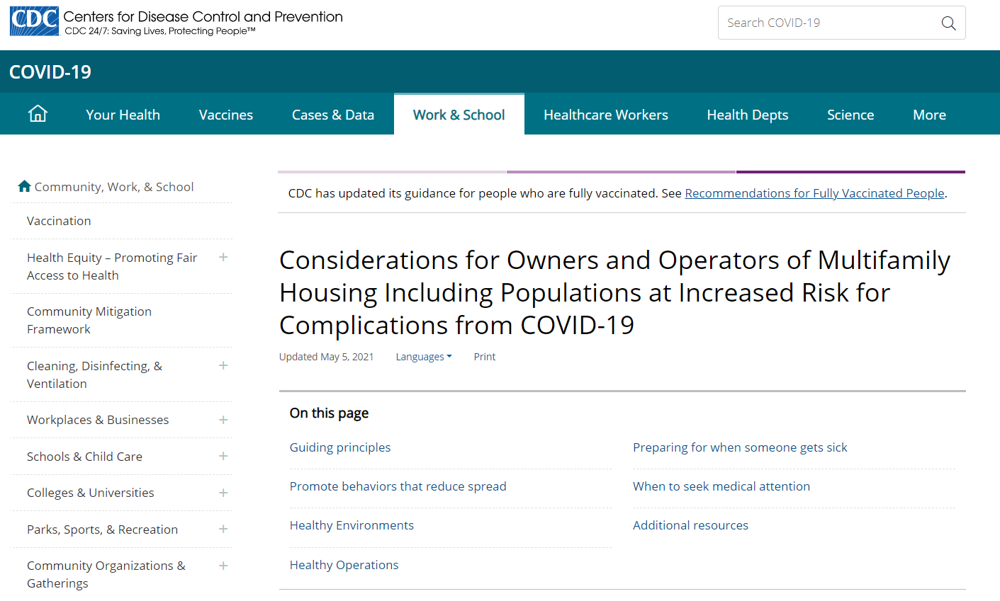 CDC
Centers for Disease Control and Prevention
CDC 24/7: Saving Lives, Protecting People™
Search COVID-19
COVID-19
Your Health
Vaccines
Cases & Data
Work & School
Healthcare Workers
Health Depts
Science
More
Community, Work, & School
Vaccination
Health Equity – Promoting Fair
Access to Health
Community Mitigation
Framework
Cleaning, Disinfecting, &
Ventilation
Workplaces & Businesses
Schools & Child Care
Colleges & Universities
Parks, Sports, & Recreation
Community Organizations &
Gatherings
CDC has updated its guidance for people who are fully vaccinated. See Recommendations for Fully Vaccinated People.
Considerations for Owners and Operators of Multifamily
Housing Including Populations at Increased Risk for
Complications from COVID-19
Updated May 5, 2021
Languages
Print
On this page
Guiding principles
Promote behaviors that reduce spread
Healthy Environments
Healthy Operations
Preparing for when someone gets sick
When to seek medical attention
Additional resources